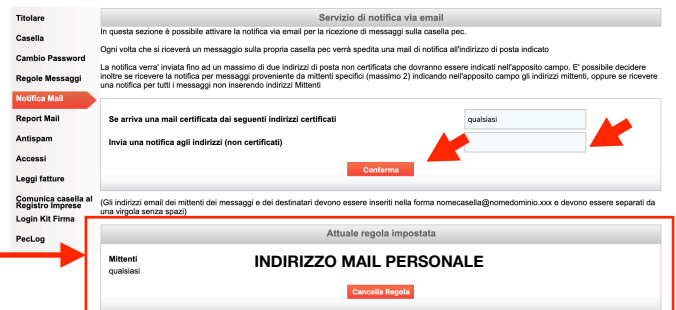 Titolare
Casella
Cambio Password
Regole Messaggi
Notifica Mail
Report Mail
Antispam
Accessi
Leggi fatture
Comunica casella al
Registro Imprese
Login Kit Firma
PecLog
Servizio di notifica via email
In questa sezione è possibile attivare la notifica via email per la ricezione di messaggi sulla casella pec.
Ogni volta che si riceverà un messaggio sulla propria casella pec verrà spedita una mail di notifica all'indirizzo di posta indicato
La notifica verra' inviata fino ad un massimo di due indirizzi di posta non certificata che dovranno essere indicati nell'apposito campo. E' possibile decidere
inoltre se ricevere la notifica per messaggi proveniente da mittenti specifici (massimo 2) indicando nell'apposito campo gli indirizzi mittenti, oppure se ricevere
una notifica per tutti i messaggi non inserendo indirizzi Mittenti
Se arriva una mail certificata dai seguenti indirizzi certificati qualsiasi
Invia una notifica agli indirizzi (non certificati)
Conferma
(Gli indirizzi email dei mittenti dei messaggi e dei destinatari devono essere inseriti nella forma nomecasella@nomedominio.xxx e devono essere separati da
una virgola senza spazi)
Attuale regola impostata
Mittenti
qualsiasi
INDIRIZZO MAIL PERSONALE
Cancella Regola